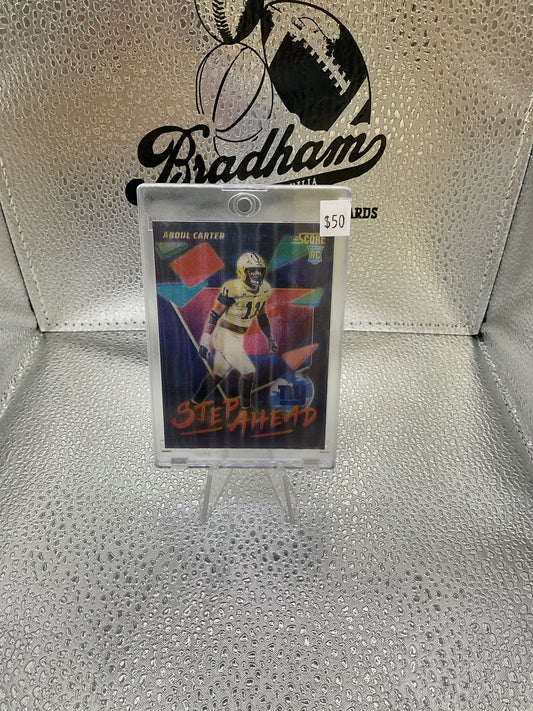 Bradham
ARDS
$50
ABDUL CARTER
SCORE
RC
11
STEP AHEAD